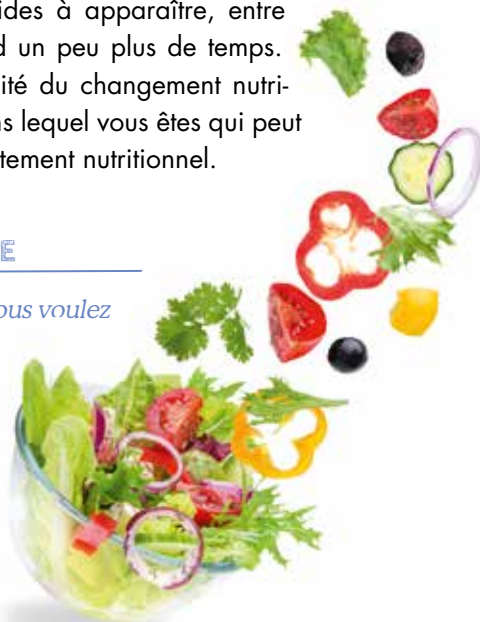 ides à apparaître, entre
d un peu plus de temps.
ité du changement nutri-
ns lequel vous êtes qui peut
tement nutritionnel.
E
ous voulez